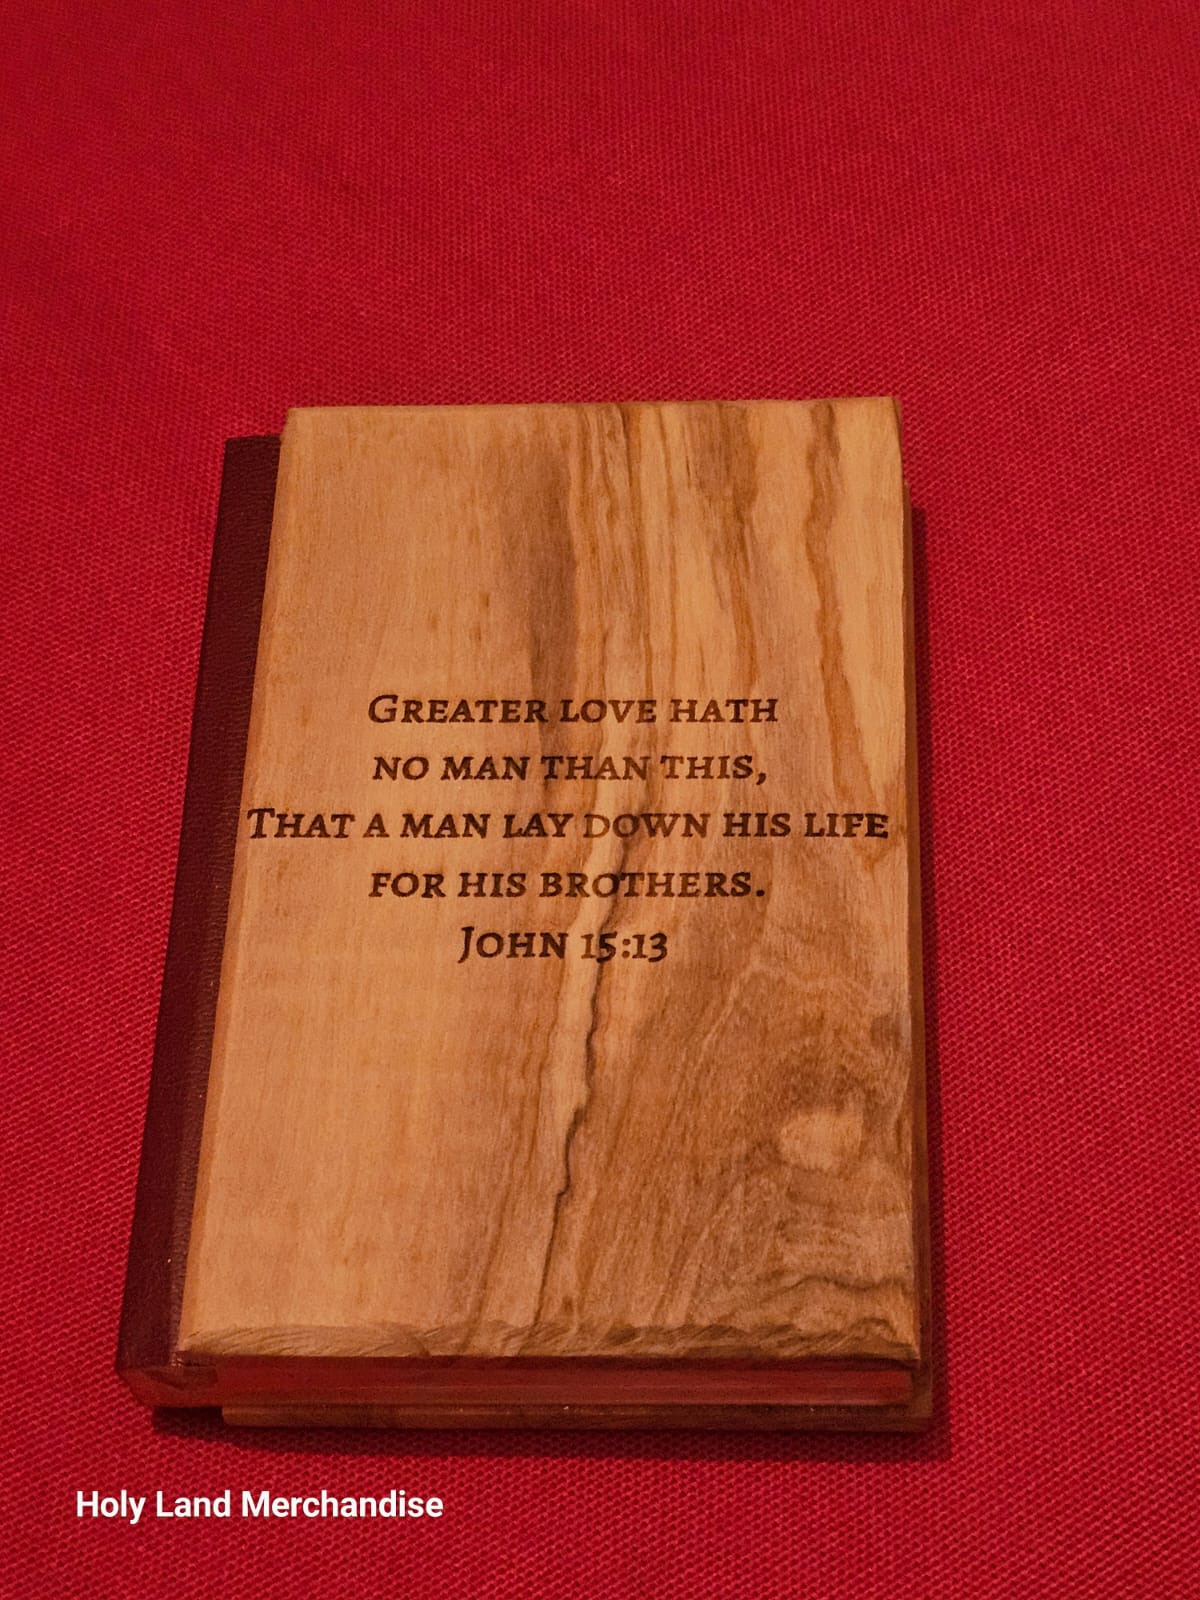 Greater love hath
no man than this,
That a man lay down his life
for his brothers.
John 15:13
Holy Land Merchandise